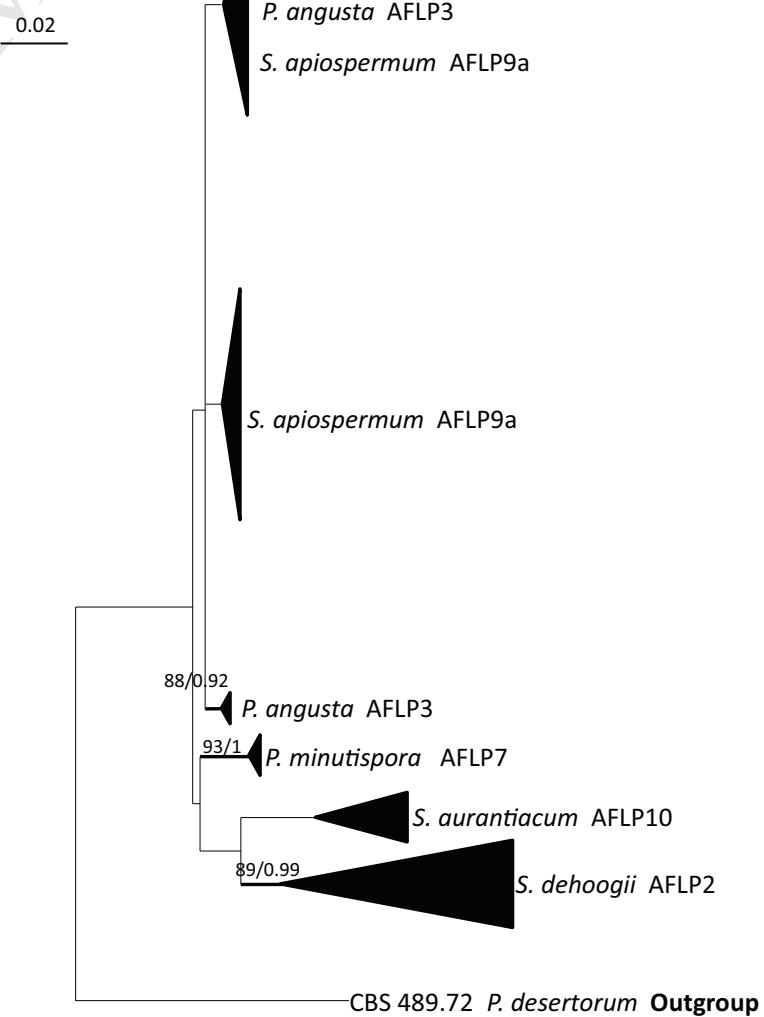 P. angusta AFLP3
0.02
S. apiospermum AFLP9a
S. apiospermum AFLP9a
88/0.92
P. angusta AFLP3
93/1
P. minutispora AFLP7
S. aurantiacum AFLP10
89/0.99
S. dehoogii AFLP2
CBS 489.72 P. desertorum Outgroup